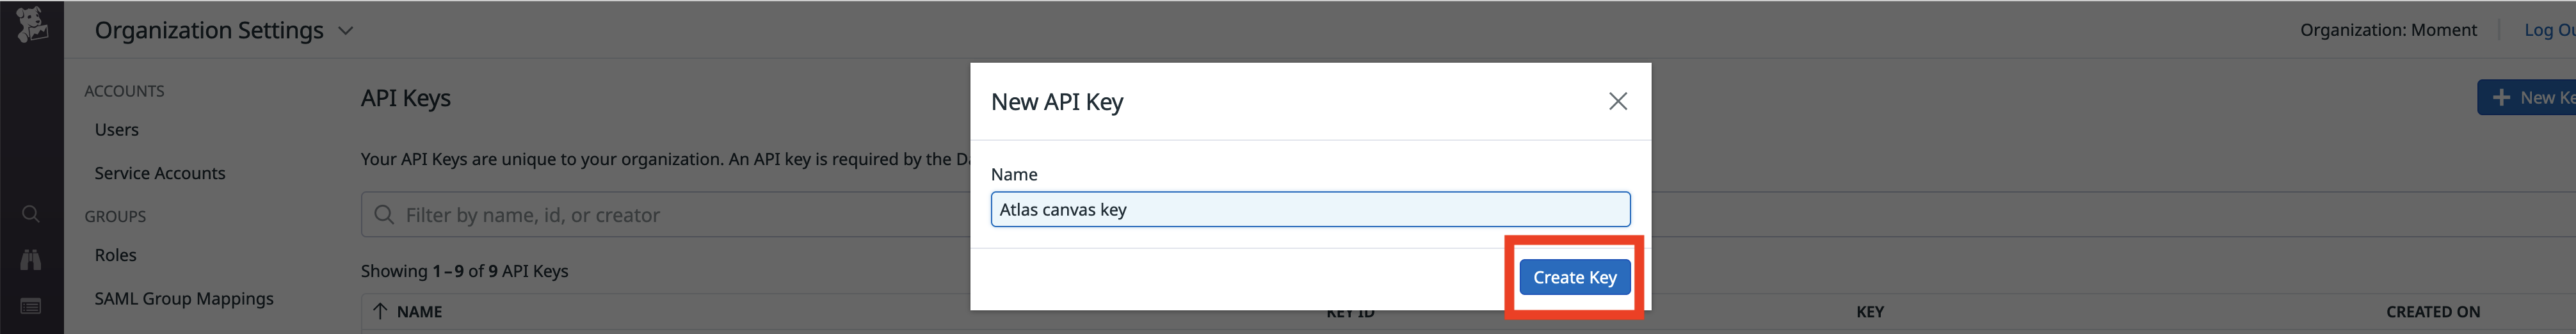 Organization Settings
Organization: Moment
Log Ou
ACCOUNTS
Users
Service Accounts
GROUPS
Roles
SAML Group Mappings
API Keys
+ New Ke
Your API Keys are unique to your organization. An API key is required by the Da
Filter by name, id, or creator
Showing 1–9 of 9 API Keys
↑ NAME
KEY ID
KEY
CREATED ON
New API Key
Name
Atlas canvas key
Create Key